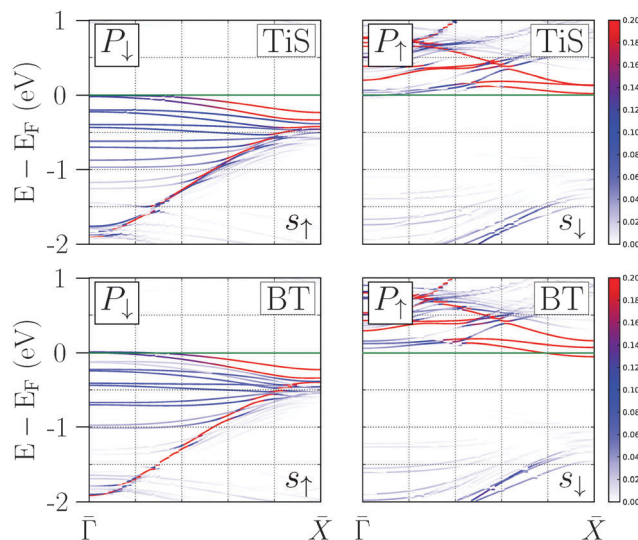 P↓ TiS
P↑ TiS
E − E_F (eV)
1
0
-1
-2
s↑
s↓
0.20
0.18
0.16
0.14
0.12
0.10
0.08
0.06
0.04
0.02
0.00
P↓ BT
P↑ BT
E − E_F (eV)
1
0
-1
-2
s↑
s↓
0.20
0.18
0.16
0.14
0.12
0.10
0.08
0.06
0.04
0.02
0.00
Γ̄ X̄ Γ̄ X̄